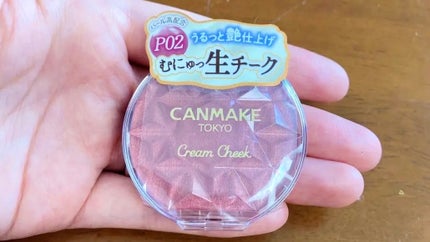 パール高配合
P02
うるっと艶仕上げ
むにゅっ生チーク
CANMAKE
TOKYO
Cream Cheek